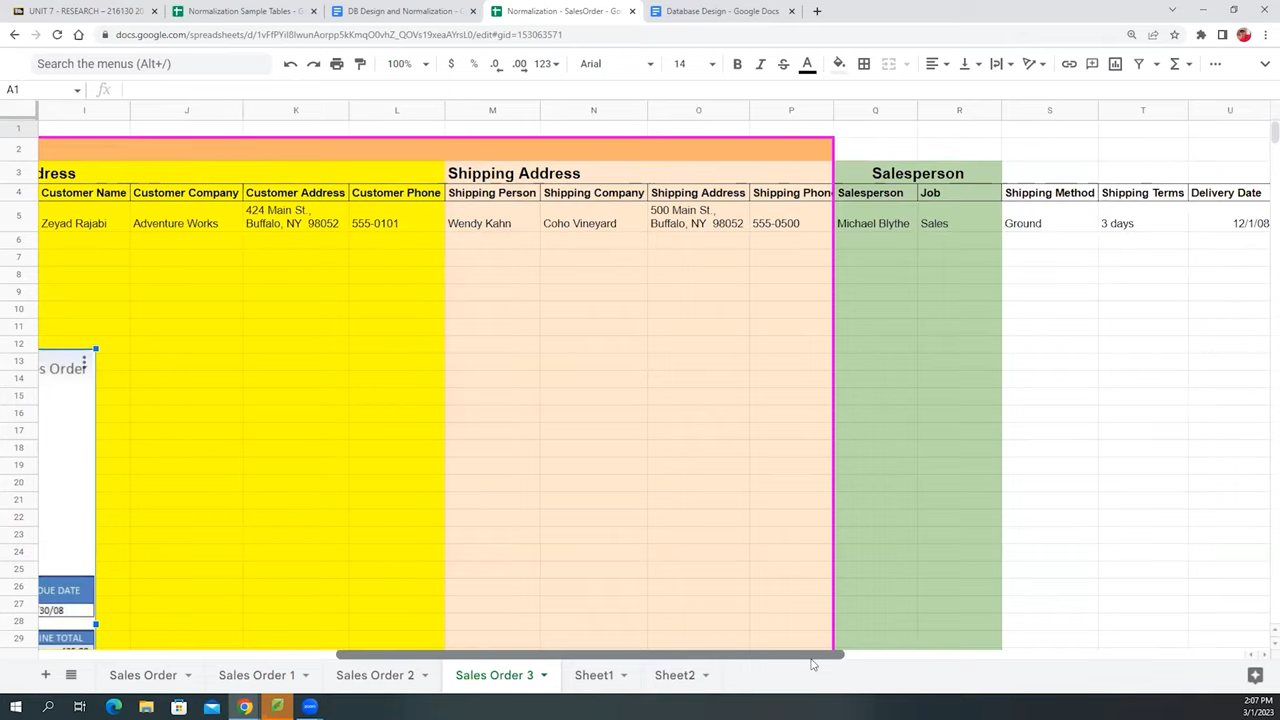 UNIT 7 - RESEARCH – 216130 20
Normalization Sample Tables - G
DB Design and Normalization - G
Normalization - SalesOrder - Go
Database Design - Google Docs
docs.google.com/spreadsheets/d/1vFfPYiI8IwunAorpp5kKmqO0vhZ_QOVs19xeaAYrsL0/edit#gid=153063571
Search the menus (Alt+/) 100% $ % .0 .00 123 Arial 14 B I S A
A1 fx
I J K L M N O P Q R S T U
1
2
3 dress Shipping Address Salesperson
4 Customer Name Customer Company Customer Address Customer Phone Shipping Person Shipping Company Shipping Address Shipping Phone Salesperson Job Shipping Method Shipping Terms Delivery Date
424 Main St., 500 Main St.,
5 Zeyad Rajabi Adventure Works Buffalo, NY 98052 555-0101 Wendy Kahn Coho Vineyard Buffalo, NY 98052 555-0500 Michael Blythe Sales Ground 3 days 12/1/08
6
7
8
9
10
11
12
13
s Order
14
15
16
17
18
19
20
21
22
23
24
25
26 DUE DATE
27 30/08
28
29 INE TOTAL
Sales Order Sales Order 1 Sales Order 2 Sales Order 3 Sheet1 Sheet2
2:07 PM
3/1/2023